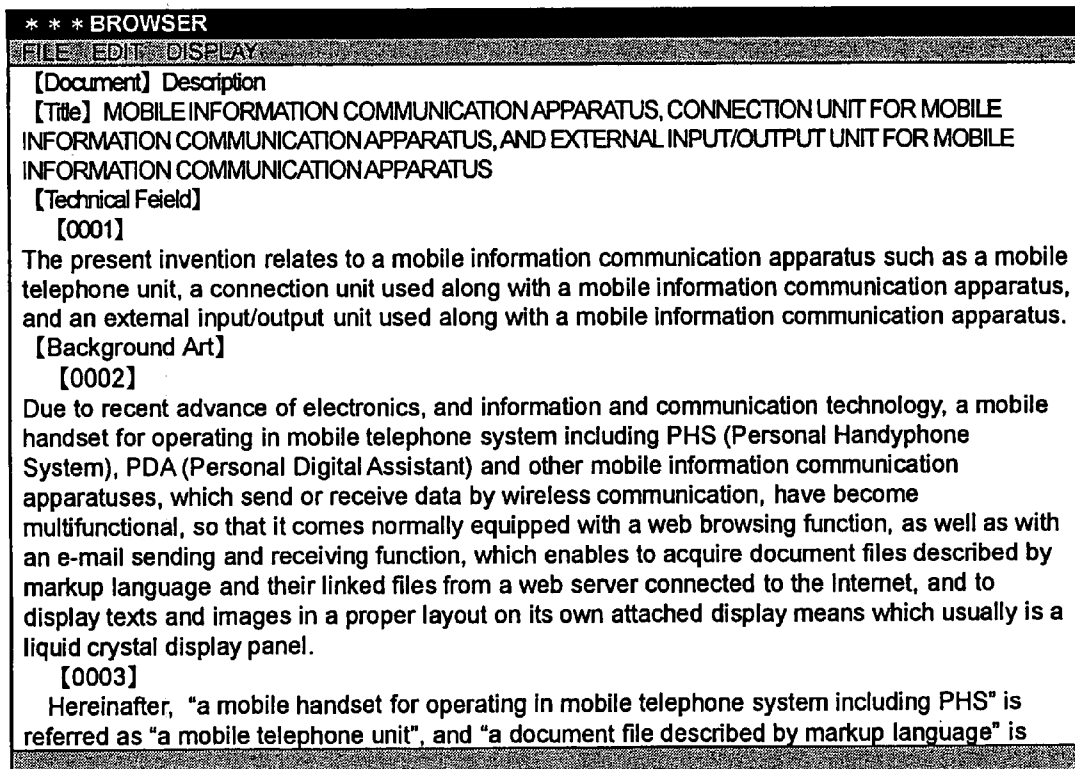 * * * BROWSER
FILE EDIT DISPLAY
【Document】 Description
【Title】 MOBILE INFORMATION COMMUNICATION APPARATUS, CONNECTION UNIT FOR MOBILE
INFORMATION COMMUNICATION APPARATUS, AND EXTERNAL INPUT/OUTPUT UNIT FOR MOBILE
INFORMATION COMMUNICATION APPARATUS
【Technical Feield】
【0001】
The present invention relates to a mobile information communication apparatus such as a mobile
telephone unit, a connection unit used along with a mobile information communication apparatus,
and an external input/output unit used along with a mobile information communication apparatus.
【Background Art】
【0002】
Due to recent advance of electronics, and information and communication technology, a mobile
handset for operating in mobile telephone system including PHS (Personal Handyphone
System), PDA (Personal Digital Assistant) and other mobile information communication
apparatuses, which send or receive data by wireless communication, have become
multifunctional, so that it comes normally equipped with a web browsing function, as well as with
an e-mail sending and receiving function, which enables to acquire document files described by
markup language and their linked files from a web server connected to the Internet, and to
display texts and images in a proper layout on its own attached display means which usually is a
liquid crystal display panel.
【0003】
Hereinafter, "a mobile handset for operating in mobile telephone system including PHS" is
referred as "a mobile telephone unit", and "a document file described by markup language" is